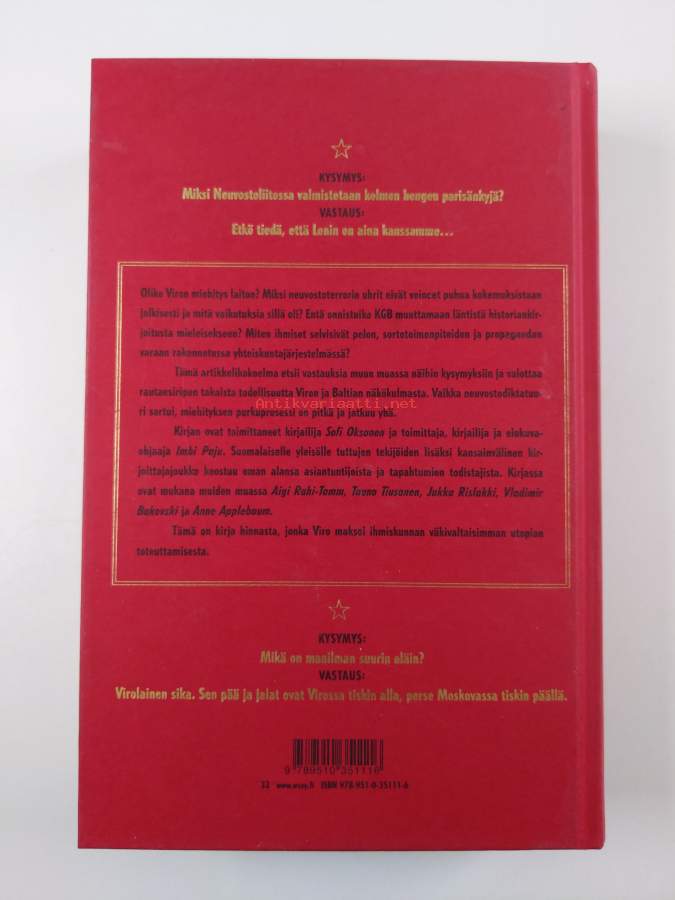 KYSYMYS:
Miksi Neuvostoliitossa valmistetaan kolmen hengen parisänkyjä?
VASTAUS:
Etkö tiedä, että Lenin on aina kanssamme...
Oliko Viron miehitys laiton? Miksi neuvostoterrorin uhrit eivät voineet puhua kokemuksistaan
julkisesti ja mitä vaikutuksia sillä oli? Entä onnistuiko KGB muuttamaan läntistä historiankir-
joitusta mieleisekseen? Miten ihmiset selvisivät pelon, sortotoimenpiteiden ja propagandan
varaan rakennetussa yhteiskuntajärjestelmässä?
Tämä artikkelikokoelma etsii vastauksia muun muassa näihin kysymyksiin ja valottaa
rautaesiripun takaista todellisuutta Viron ja Baltian näkökulmasta. Vaikka neuvostodiktatuu-
ri sortui, miehityksen purkuprosessi on pitkä ja jatkuu yhä.
Antikvariaatti.net
Kirjan ovat toimittaneet kirjailija Sofi Oksanen ja toimittaja, kirjailija ja elokuva-
ohjaaja Imbi Paju. Suomalaiselle yleisölle tuttujen tekijöiden lisäksi kansainvälinen kir-
joittajajoukko koostuu oman alansa asiantuntijoista ja tapahtumien todistajista. Kirjassa
ovat mukana muiden muassa Aigi Rahi-Tamm, Tuomo Tiusanen, Jukka Rislakki, Vladimir
Bukovski ja Anne Applebaum.
Tämä on kirja hinnasta, jonka Viro maksoi ihmiskunnan väkivaltaisimman utopian
toteuttamisesta.
KYSYMYS:
Mikä on maailman suurin eläin?
VASTAUS:
Virolainen sika. Sen pää ja jalat ovat Virossa tiskin alla, perse Moskovassa tiskin päällä.
9 789510 351116
32 www.wsoy.fi ISBN 978-951-0-35111-6